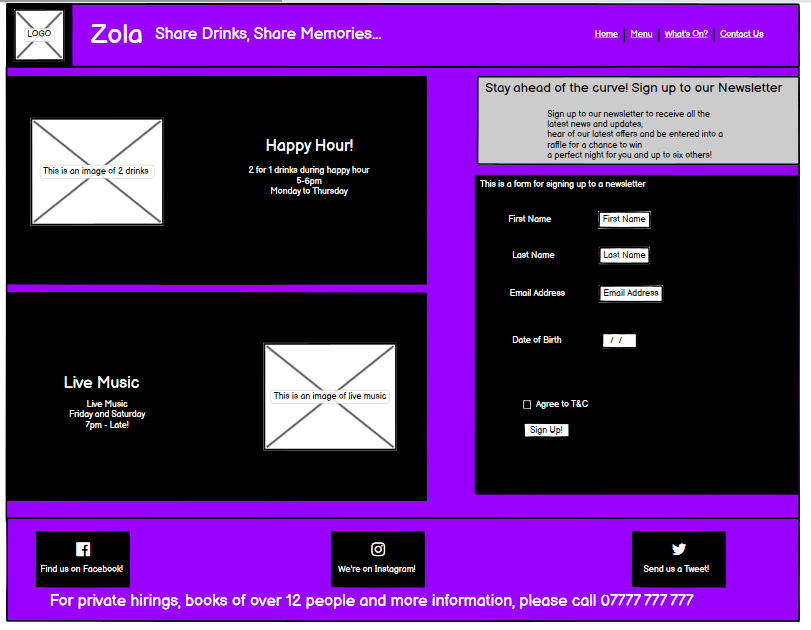 LOGO
Zola
Share Drinks, Share Memories...
Home
Menu
What's On?
Contact Us
This is an image of 2 drinks
Happy Hour!
2 for 1 drinks during happy hour
5-6pm
Monday to Thursday
Live Music
Live Music
Friday and Saturday
7pm - Late!
This is an image of live music
Stay ahead of the curve! Sign up to our Newsletter
Sign up to our newsletter to receive all the
latest news and updates,
hear of our latest offers and be entered into a
raffle for a chance to win
a perfect night for you and up to six others!
This is a form for signing up to a newsletter
First Name
First Name
Last Name
Last Name
Email Address
Email Address
Date of Birth
/ /
Agree to T&C
Sign Up!
Find us on Facebook!
We're on Instagram!
Send us a Tweet!
For private hirings, books of over 12 people and more information, please call 07777 777 777